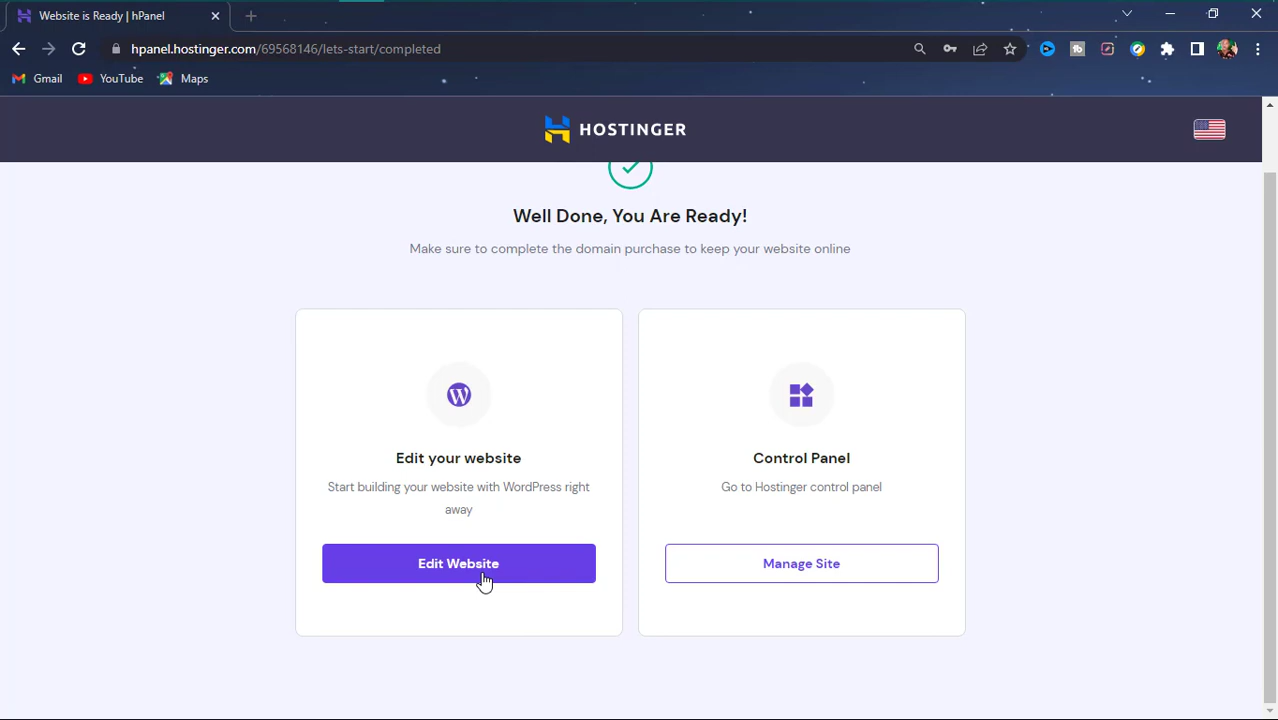 Website is Ready | hPanel
hpanel.hostinger.com/69568146/lets-start/completed
Gmail YouTube Maps
HOSTINGER
Well Done, You Are Ready!
Make sure to complete the domain purchase to keep your website online
Edit your website
Start building your website with WordPress right
away
Edit Website
Control Panel
Go to Hostinger control panel
Manage Site